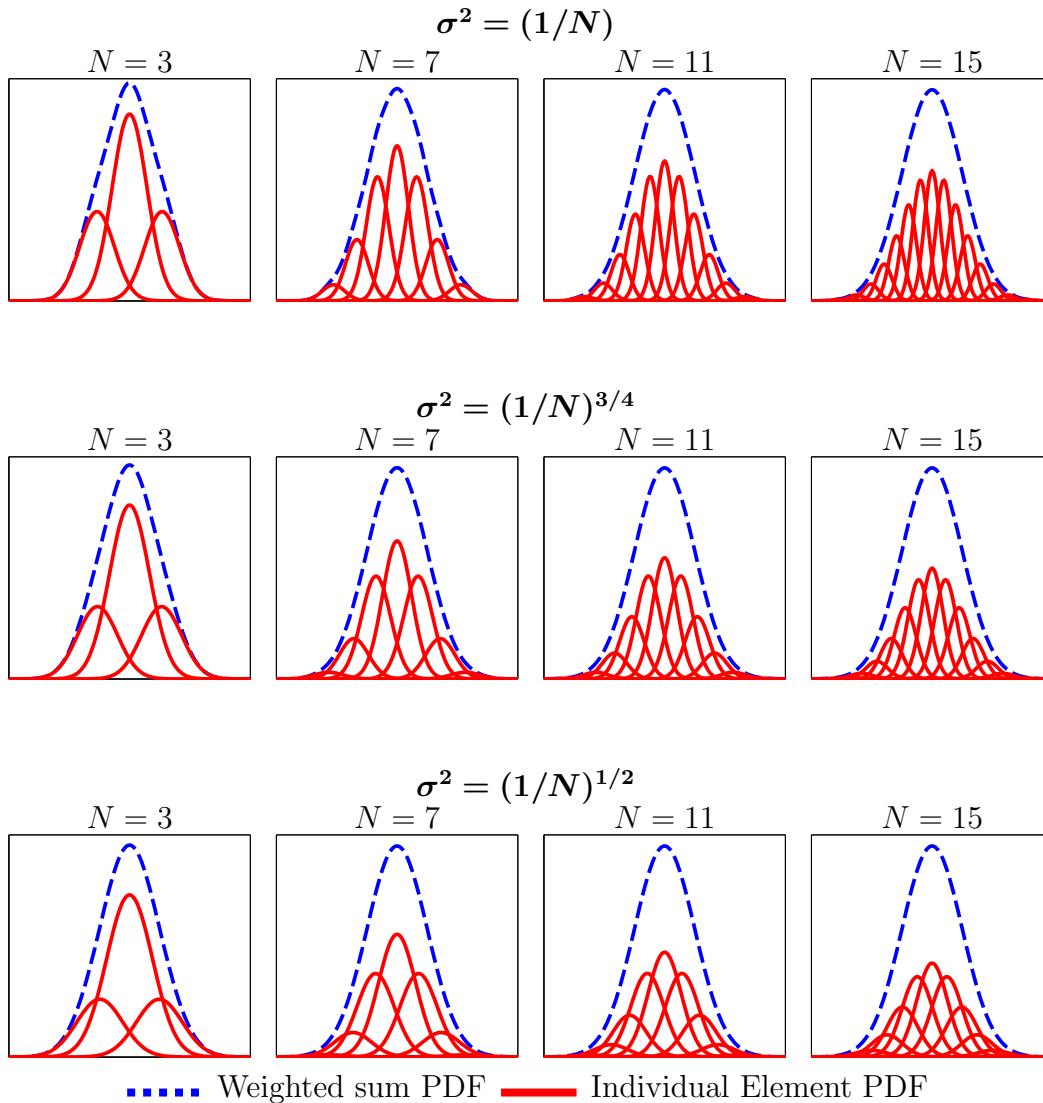 σ² = (1/N)
N = 3 N = 7 N = 11 N = 15
σ² = (1/N)^{3/4}
N = 3 N = 7 N = 11 N = 15
σ² = (1/N)^{1/2}
N = 3 N = 7 N = 11 N = 15
Weighted sum PDF Individual Element PDF